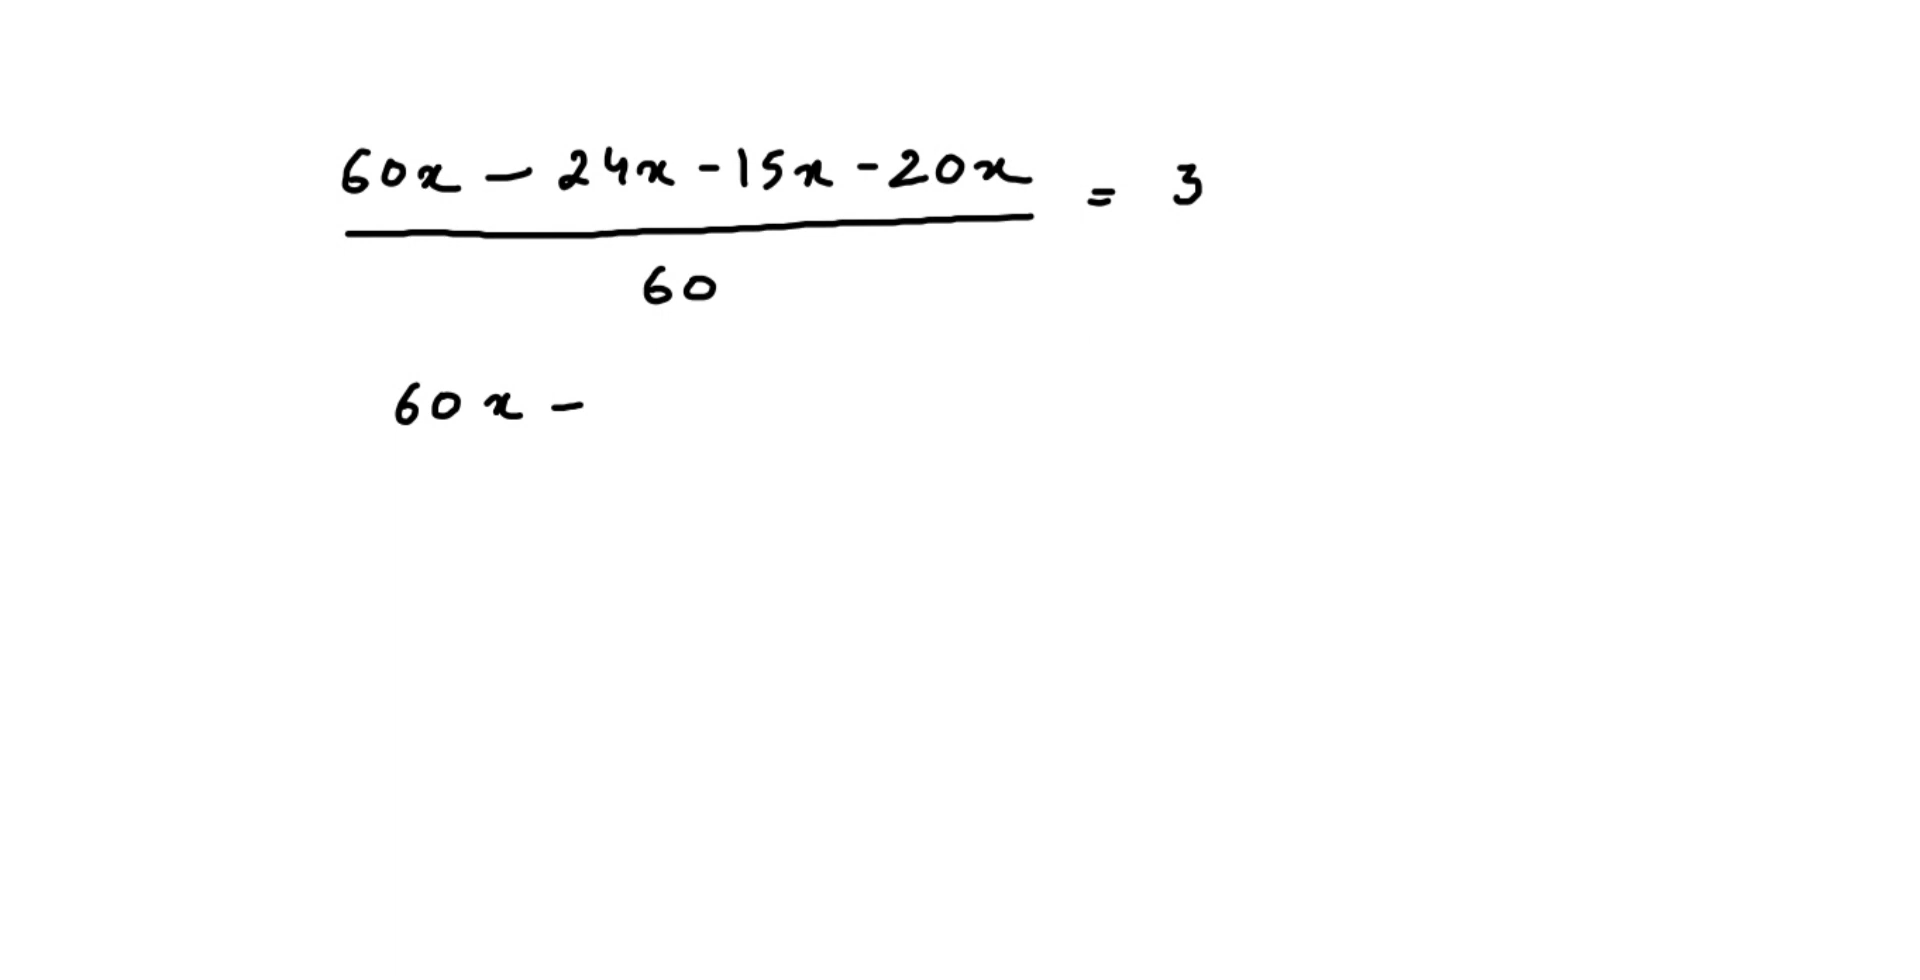 60x - 24x - 15x - 20x = 3
60
60x -